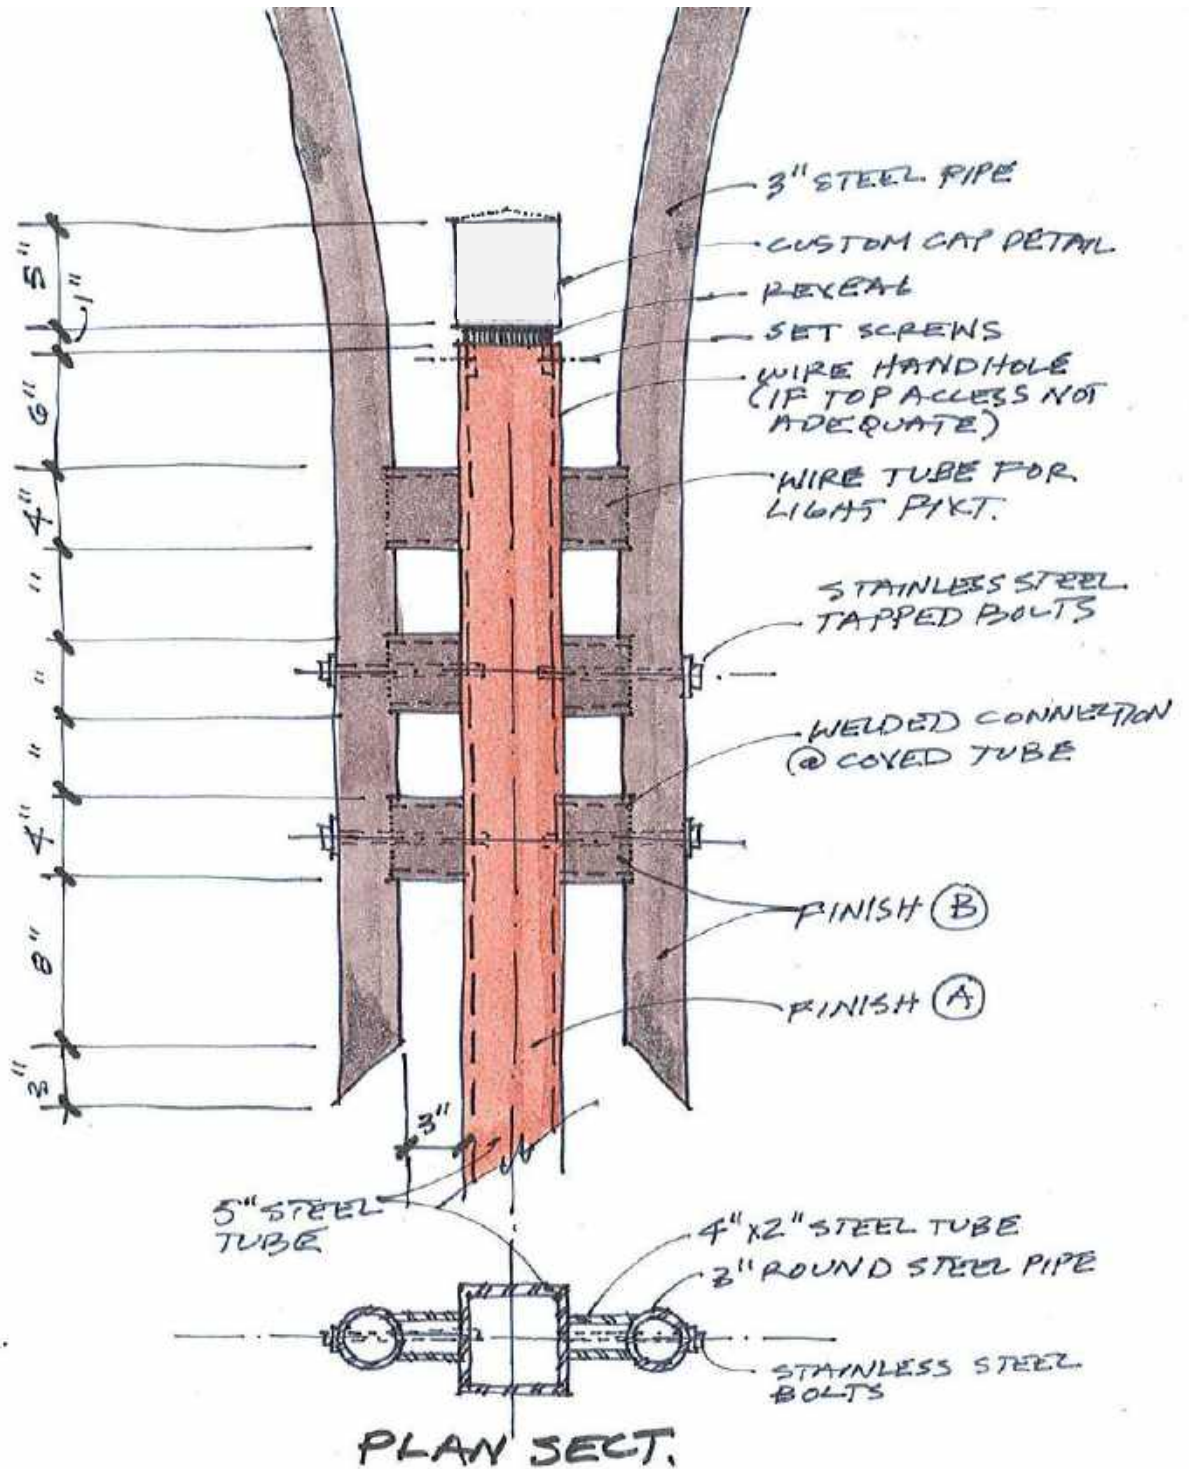 3" STEEL PIPE
CUSTOM CAP DETAIL
REVEAL
SET SCREWS
WIRE HANDHOLE
(IF TOP ACCESS NOT
ADEQUATE)
WIRE TUBE FOR
LIGHT FIXT.
STAINLESS STEEL
TAPPED BOLTS
WELDED CONNECTION
@ COVED TUBE
FINISH B
FINISH A
5"
1"
6"
4"
"
"
"
4"
8"
3"
3"
5" STEEL
TUBE
4" X 2" STEEL TUBE
3" ROUND STEEL PIPE
STAINLESS STEEL
BOLTS
PLAN SECT.